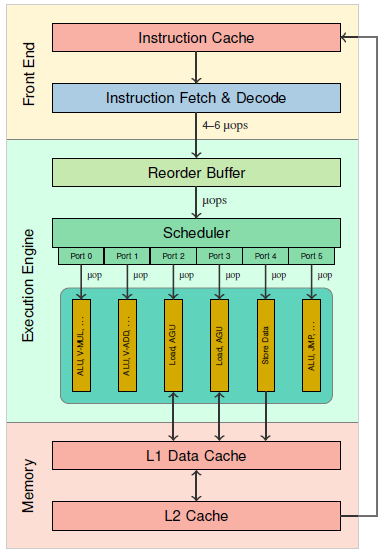 Front End
Instruction Cache
Instruction Fetch & Decode
4–6 μops
Execution Engine
Reorder Buffer
μops
Scheduler
Port 0 Port 1 Port 2 Port 3 Port 4 Port 5
μop μop μop μop μop μop
ALU, V-MUL, ...
ALU, V-ADD, ...
Load, AGU
Load, AGU
Store Data
ALU, JMP, ...
Memory
L1 Data Cache
L2 Cache